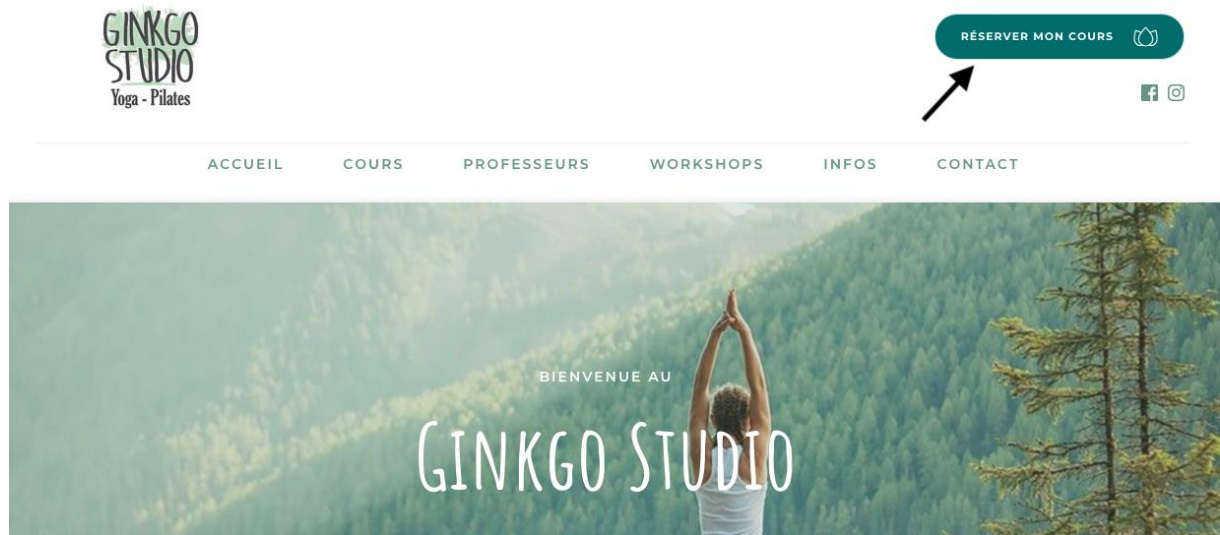 GINKGO
STUDIO
Yoga - Pilates
RÉSERVER MON COURS
ACCUEIL COURS PROFESSEURS WORKSHOPS INFOS CONTACT
BIENVENUE AU
GINKGO STUDIO